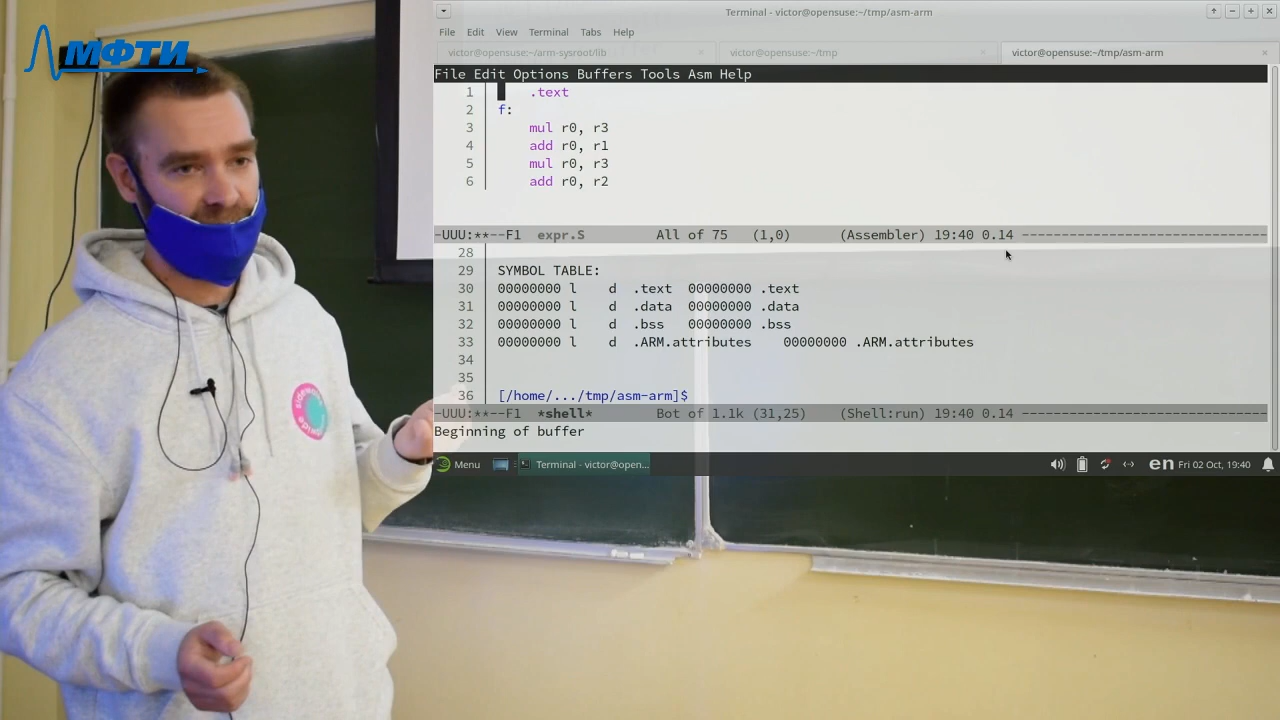 МФТИ
Terminal - victor@opensuse:~/tmp/asm-arm
File Edit View Terminal Tabs Help
victor@opensuse:~/arm-sysroot/lib
victor@opensuse:~/tmp
victor@opensuse:~/tmp/asm-arm
File Edit Options Buffers Tools Asm Help
1 .text
2 f:
3 mul r0, r3
4 add r0, r1
5 mul r0, r3
6 add r0, r2
-UUU:**--F1 expr.S All of 75 (1,0) (Assembler) 19:40 0.14 --------------------------------
28
29 SYMBOL TABLE:
30 00000000 l d .text 00000000 .text
31 00000000 l d .data 00000000 .data
32 00000000 l d .bss 00000000 .bss
33 00000000 l d .ARM.attributes 00000000 .ARM.attributes
34
35
36 [/home/.../tmp/asm-arm]$
-UUU:**--F1 *shell* Bot of 1.1k (31,25) (Shell:run) 19:40 0.14 --------------------------------
Beginning of buffer
Menu Terminal - victor@open... en Fri 02 Oct, 19:40